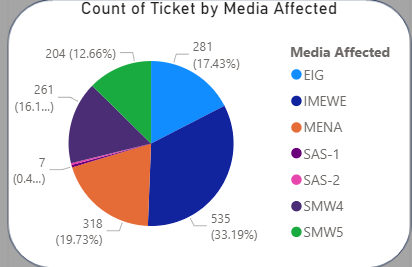 Count of Ticket by Media Affected
204 (12.66%)
281
(17.43%)
261
(16.1...)
7
(0.4...)
318
(19.73%)
535
(33.19%)
Media Affected
EIG
IMEWE
MENA
SAS-1
SAS-2
SMW4
SMW5